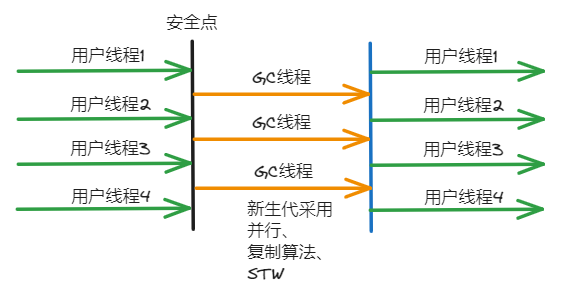 安全点
用户线程1
用户线程2
用户线程3
用户线程4
GC线程
GC线程
GC线程
新生代采用
并行、
复制算法、
STW
用户线程1
用户线程2
用户线程3
用户线程4